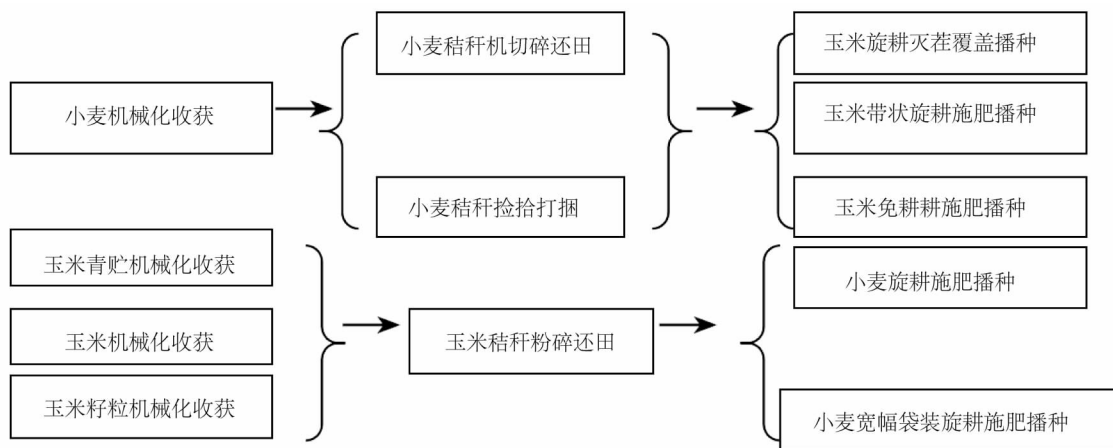 小麦秸秆机切碎还田
玉米旋耕灭茬覆盖播种
小麦机械化收获
玉米带状旋耕施肥播种
小麦秸秆捡拾打捆
玉米免耕耕施肥播种
玉米青贮机械化收获
小麦旋耕施肥播种
玉米机械化收获
玉米秸秆粉碎还田
玉米籽粒机械化收获
小麦宽幅袋装旋耕施肥播种